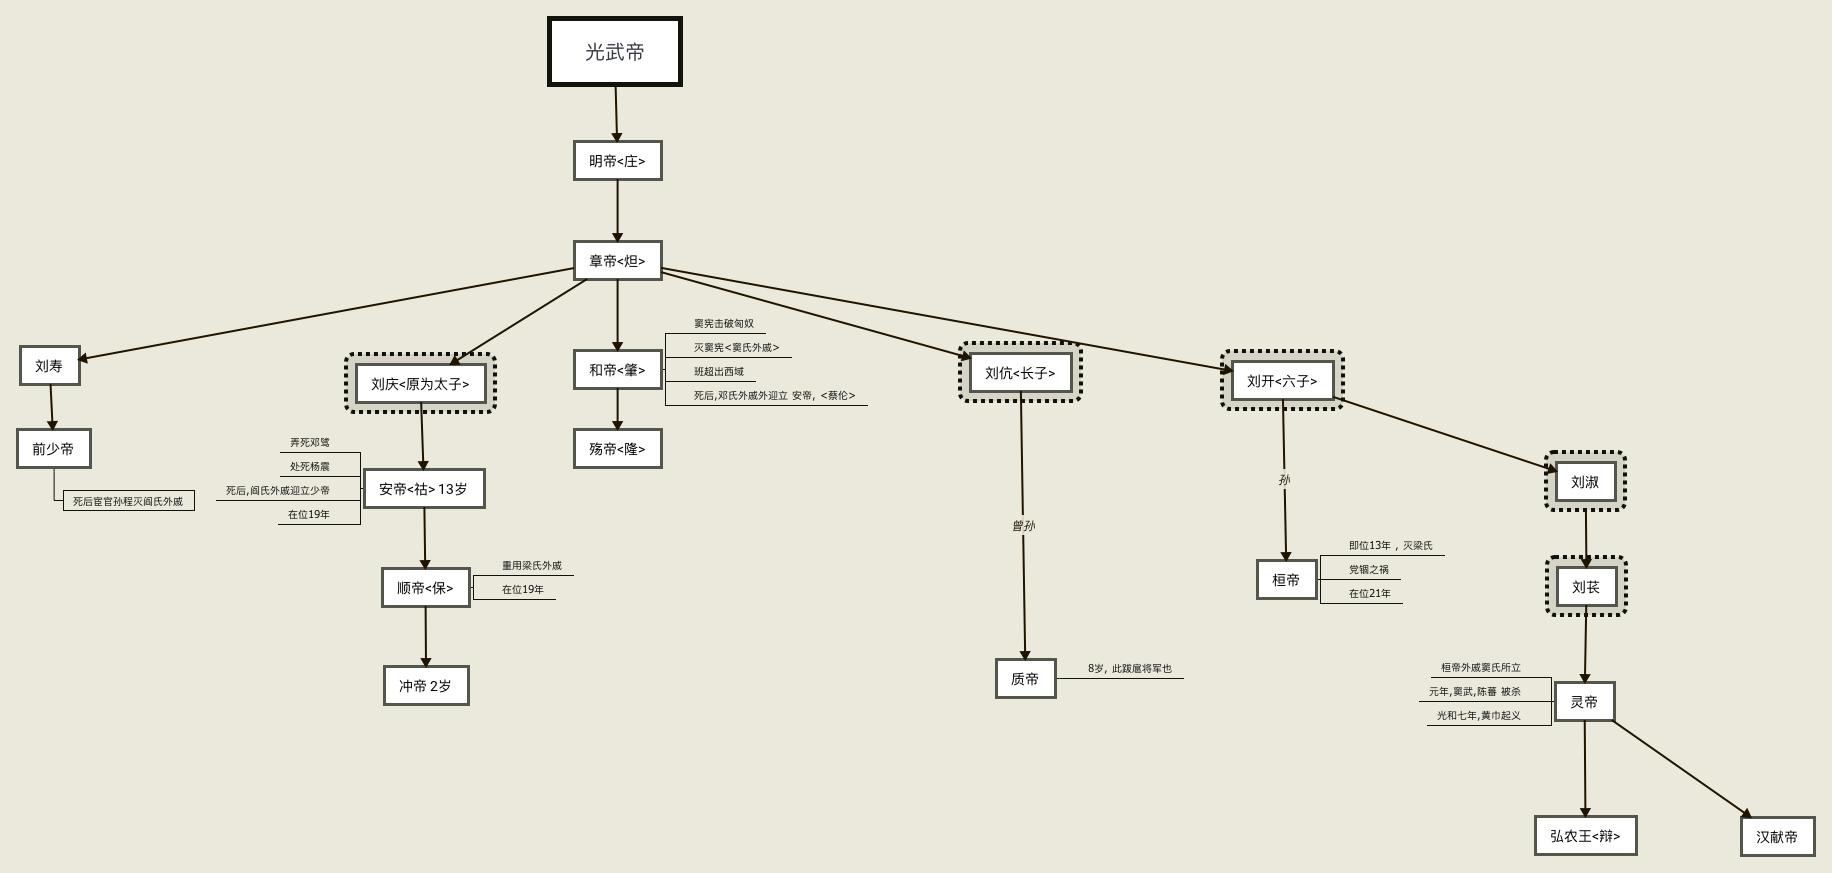 光武帝
明帝<庄>
章帝<炟>
刘寿
前少帝
死后宦官孙程灭阎氏外戚
刘庆<原为太子>
弄死邓骘
处死杨震
死后,阎氏外戚迎立少帝
在位19年
安帝<祜> 13岁
顺帝<保>
重用梁氏外戚
在位19年
冲帝 2岁
和帝<肇>
窦宪击破匈奴
灭窦宪<窦氏外戚>
班超出西域
死后,邓氏外戚外迎立 安帝, <蔡伦>
殇帝<隆>
刘伉<长子>
曾孙
质帝
8岁, 此跋扈将军也
刘开<六子>
孙
桓帝
即位13年 , 灭梁氏
党锢之祸
在位21年
刘淑
刘苌
桓帝外戚窦氏所立
元年,窦武,陈蕃 被杀
光和七年,黄巾起义
灵帝
弘农王<辩>
汉献帝